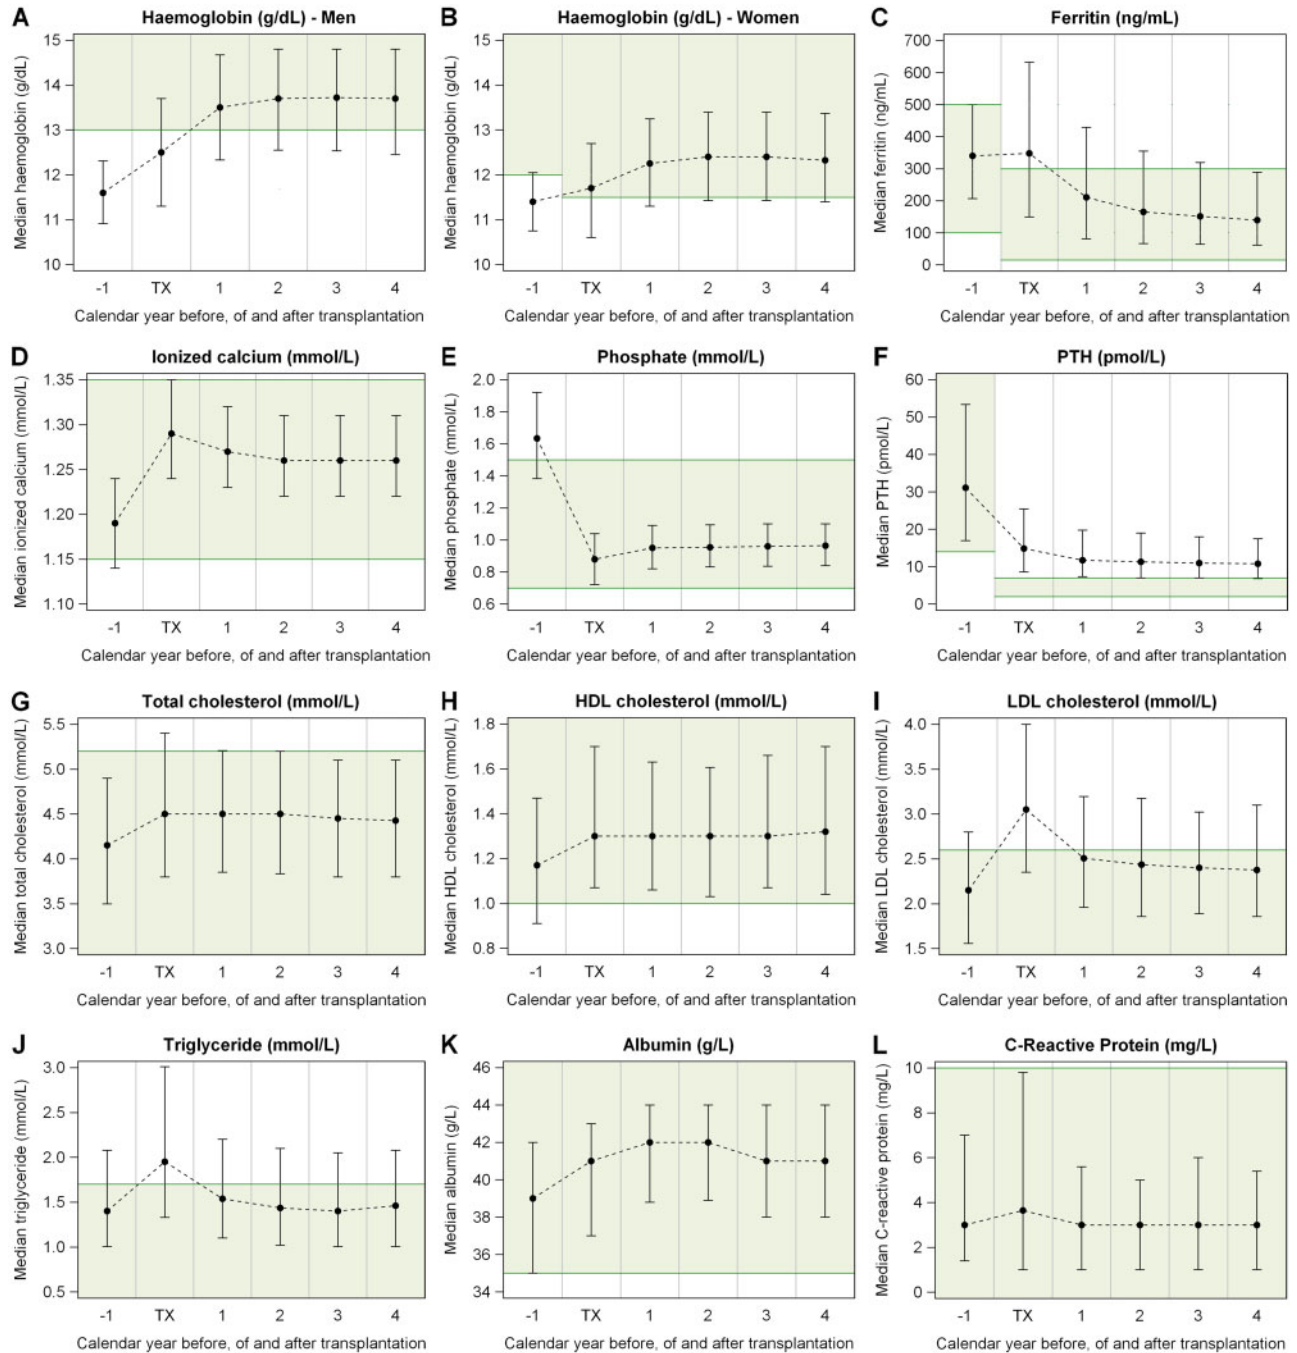 A Haemoglobin (g/dL) - Men
Median haemoglobin (g/dL)
15
14
13
12
11
10
-1 TX 1 2 3 4
Calendar year before, of and after transplantation
B Haemoglobin (g/dL) - Women
Median haemoglobin (g/dL)
15
14
13
12
11
10
-1 TX 1 2 3 4
Calendar year before, of and after transplantation
C Ferritin (ng/mL)
Median ferritin (ng/mL)
700
600
500
400
300
200
100
0
-1 TX 1 2 3 4
Calendar year before, of and after transplantation
D Ionized calcium (mmol/L)
Median ionized calcium (mmol/L)
1.35
1.30
1.25
1.20
1.15
1.10
-1 TX 1 2 3 4
Calendar year before, of and after transplantation
E Phosphate (mmol/L)
Median phosphate (mmol/L)
2.0
1.8
1.6
1.4
1.2
1.0
0.8
0.6
-1 TX 1 2 3 4
Calendar year before, of and after transplantation
F PTH (pmol/L)
Median PTH (pmol/L)
60
50
40
30
20
10
0
-1 TX 1 2 3 4
Calendar year before, of and after transplantation
G Total cholesterol (mmol/L)
Median total cholesterol (mmol/L)
5.5
5.0
4.5
4.0
3.5
3.0
-1 TX 1 2 3 4
Calendar year before, of and after transplantation
H HDL cholesterol (mmol/L)
Median HDL cholesterol (mmol/L)
1.8
1.6
1.4
1.2
1.0
0.8
-1 TX 1 2 3 4
Calendar year before, of and after transplantation
I LDL cholesterol (mmol/L)
Median LDL cholesterol (mmol/L)
4.0
3.5
3.0
2.5
2.0
1.5
-1 TX 1 2 3 4
Calendar year before, of and after transplantation
J Triglyceride (mmol/L)
Median triglyceride (mmol/L)
3.0
2.5
2.0
1.5
1.0
0.5
-1 TX 1 2 3 4
Calendar year before, of and after transplantation
K Albumin (g/L)
Median albumin (g/L)
46
44
42
40
38
36
34
-1 TX 1 2 3 4
Calendar year before, of and after transplantation
L C-Reactive Protein (mg/L)
Median C-reactive protein (mg/L)
10
8
6
4
2
0
-1 TX 1 2 3 4
Calendar year before, of and after transplantation